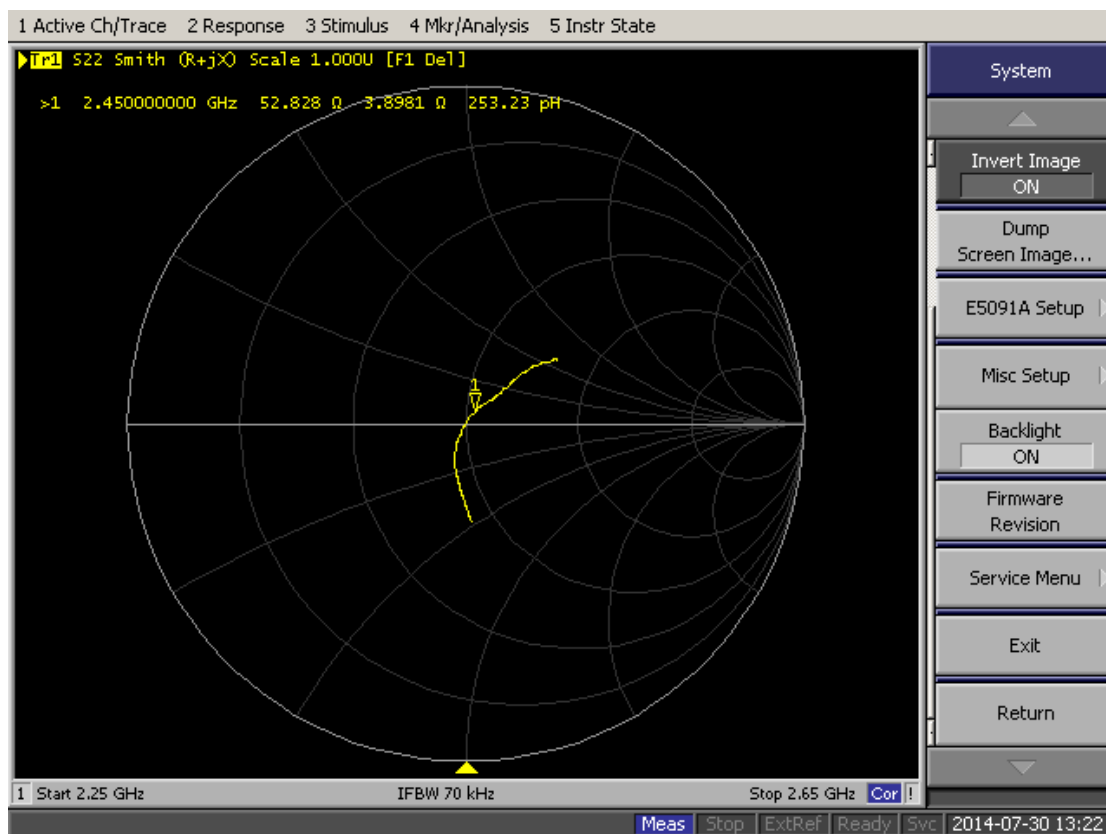 1 Active Ch/Trace 2 Response 3 Stimulus 4 Mkr/Analysis 5 Instr State
Tr1 S22 Smith (R+jX) Scale 1.000U [F1 Del]
>1 2.450000000 GHz 52.828 Ω 3.8981 Ω 253.23 pH
1
System
Invert Image
ON
Dump
Screen Image...
E5091A Setup
Misc Setup
Backlight
ON
Firmware
Revision
Service Menu
Exit
Return
1 Start 2.25 GHz IFBW 70 kHz Stop 2.65 GHz Cor !
Meas Stop ExtRef Ready Svc 2014-07-30 13:22